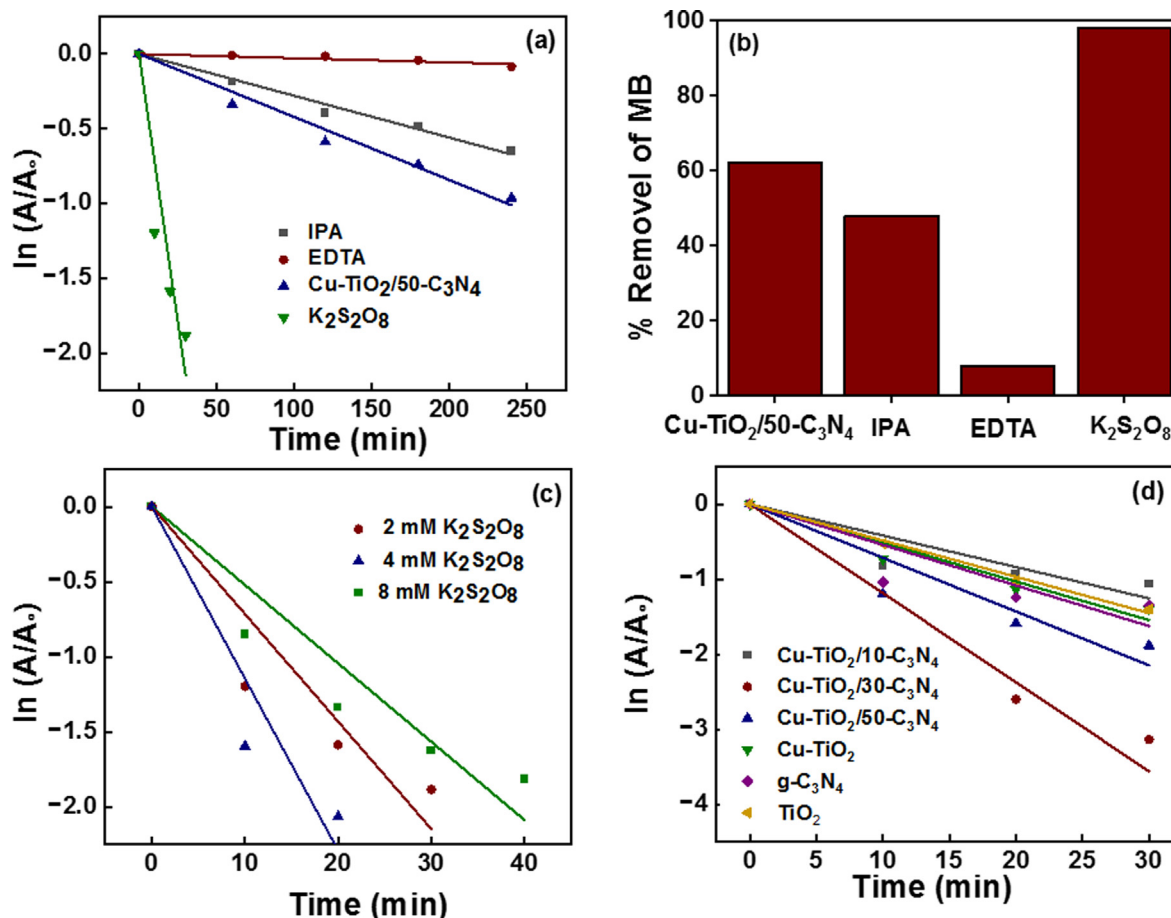 (a)
ln (A/A₀)
0.0
−0.5
−1.0
−1.5
−2.0
IPA
EDTA
Cu-TiO2/50-C3N4
K2S2O8
0 50 100 150 200 250
Time (min)
(b)
% Removel of MB
100
80
60
40
20
0
Cu-TiO2/50-C3N4 IPA EDTA K2S2O8
(c)
ln (A/A₀)
0.0
−0.5
−1.0
−1.5
−2.0
2 mM K2S2O8
4 mM K2S2O8
8 mM K2S2O8
0 10 20 30 40
Time (min)
(d)
ln (A/A₀)
0
−1
−2
−3
−4
Cu-TiO2/10-C3N4
Cu-TiO2/30-C3N4
Cu-TiO2/50-C3N4
Cu-TiO2
g-C3N4
TiO2
0 5 10 15 20 25 30
Time (min)